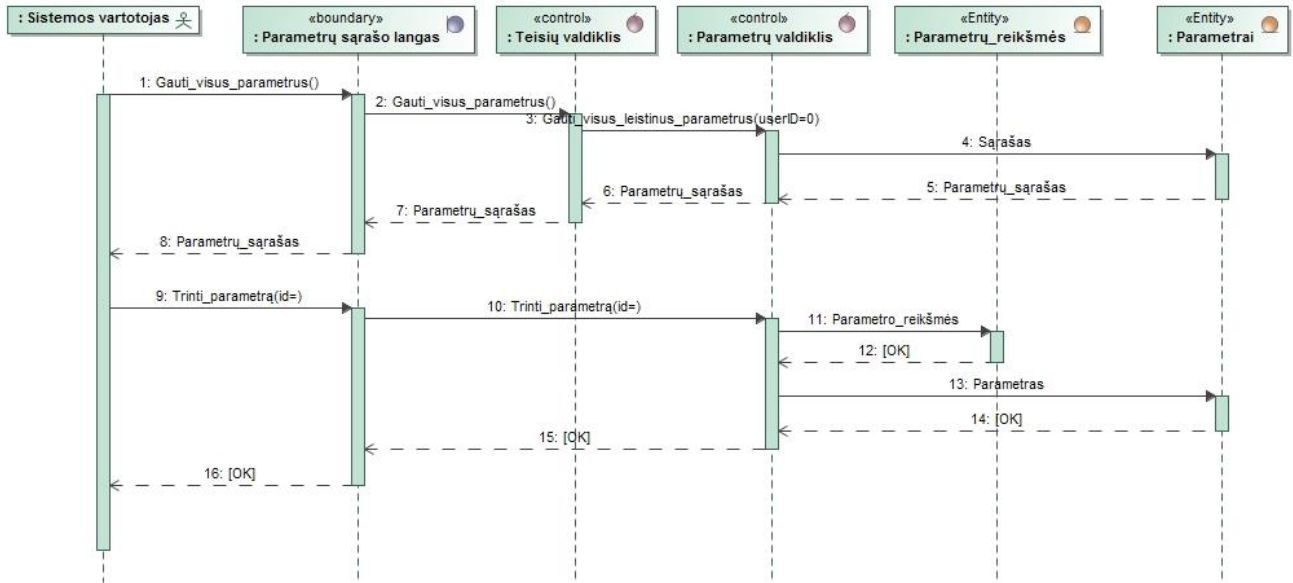 : Sistemos vartotojas
«boundary»
: Parametrų sąrašo langas
«control»
: Teisių valdiklis
«control»
: Parametrų valdiklis
«Entity»
: Parametrų_reikšmės
«Entity»
: Parametrai
1: Gauti_visus_parametrus()
2: Gauti_visus_parametrus()
3: Gauti_visus_leistinus_parametrus(userID=0)
4: Sąrašas
5: Parametrų_sąrašas
6: Parametrų_sąrašas
7: Parametrų_sąrašas
8: Parametrų_sąrašas
9: Trinti_parametrą(id=)
10: Trinti_parametrą(id=)
11: Parametro_reikšmės
12: [OK]
13: Parametras
14: [OK]
15: [OK]
16: [OK]